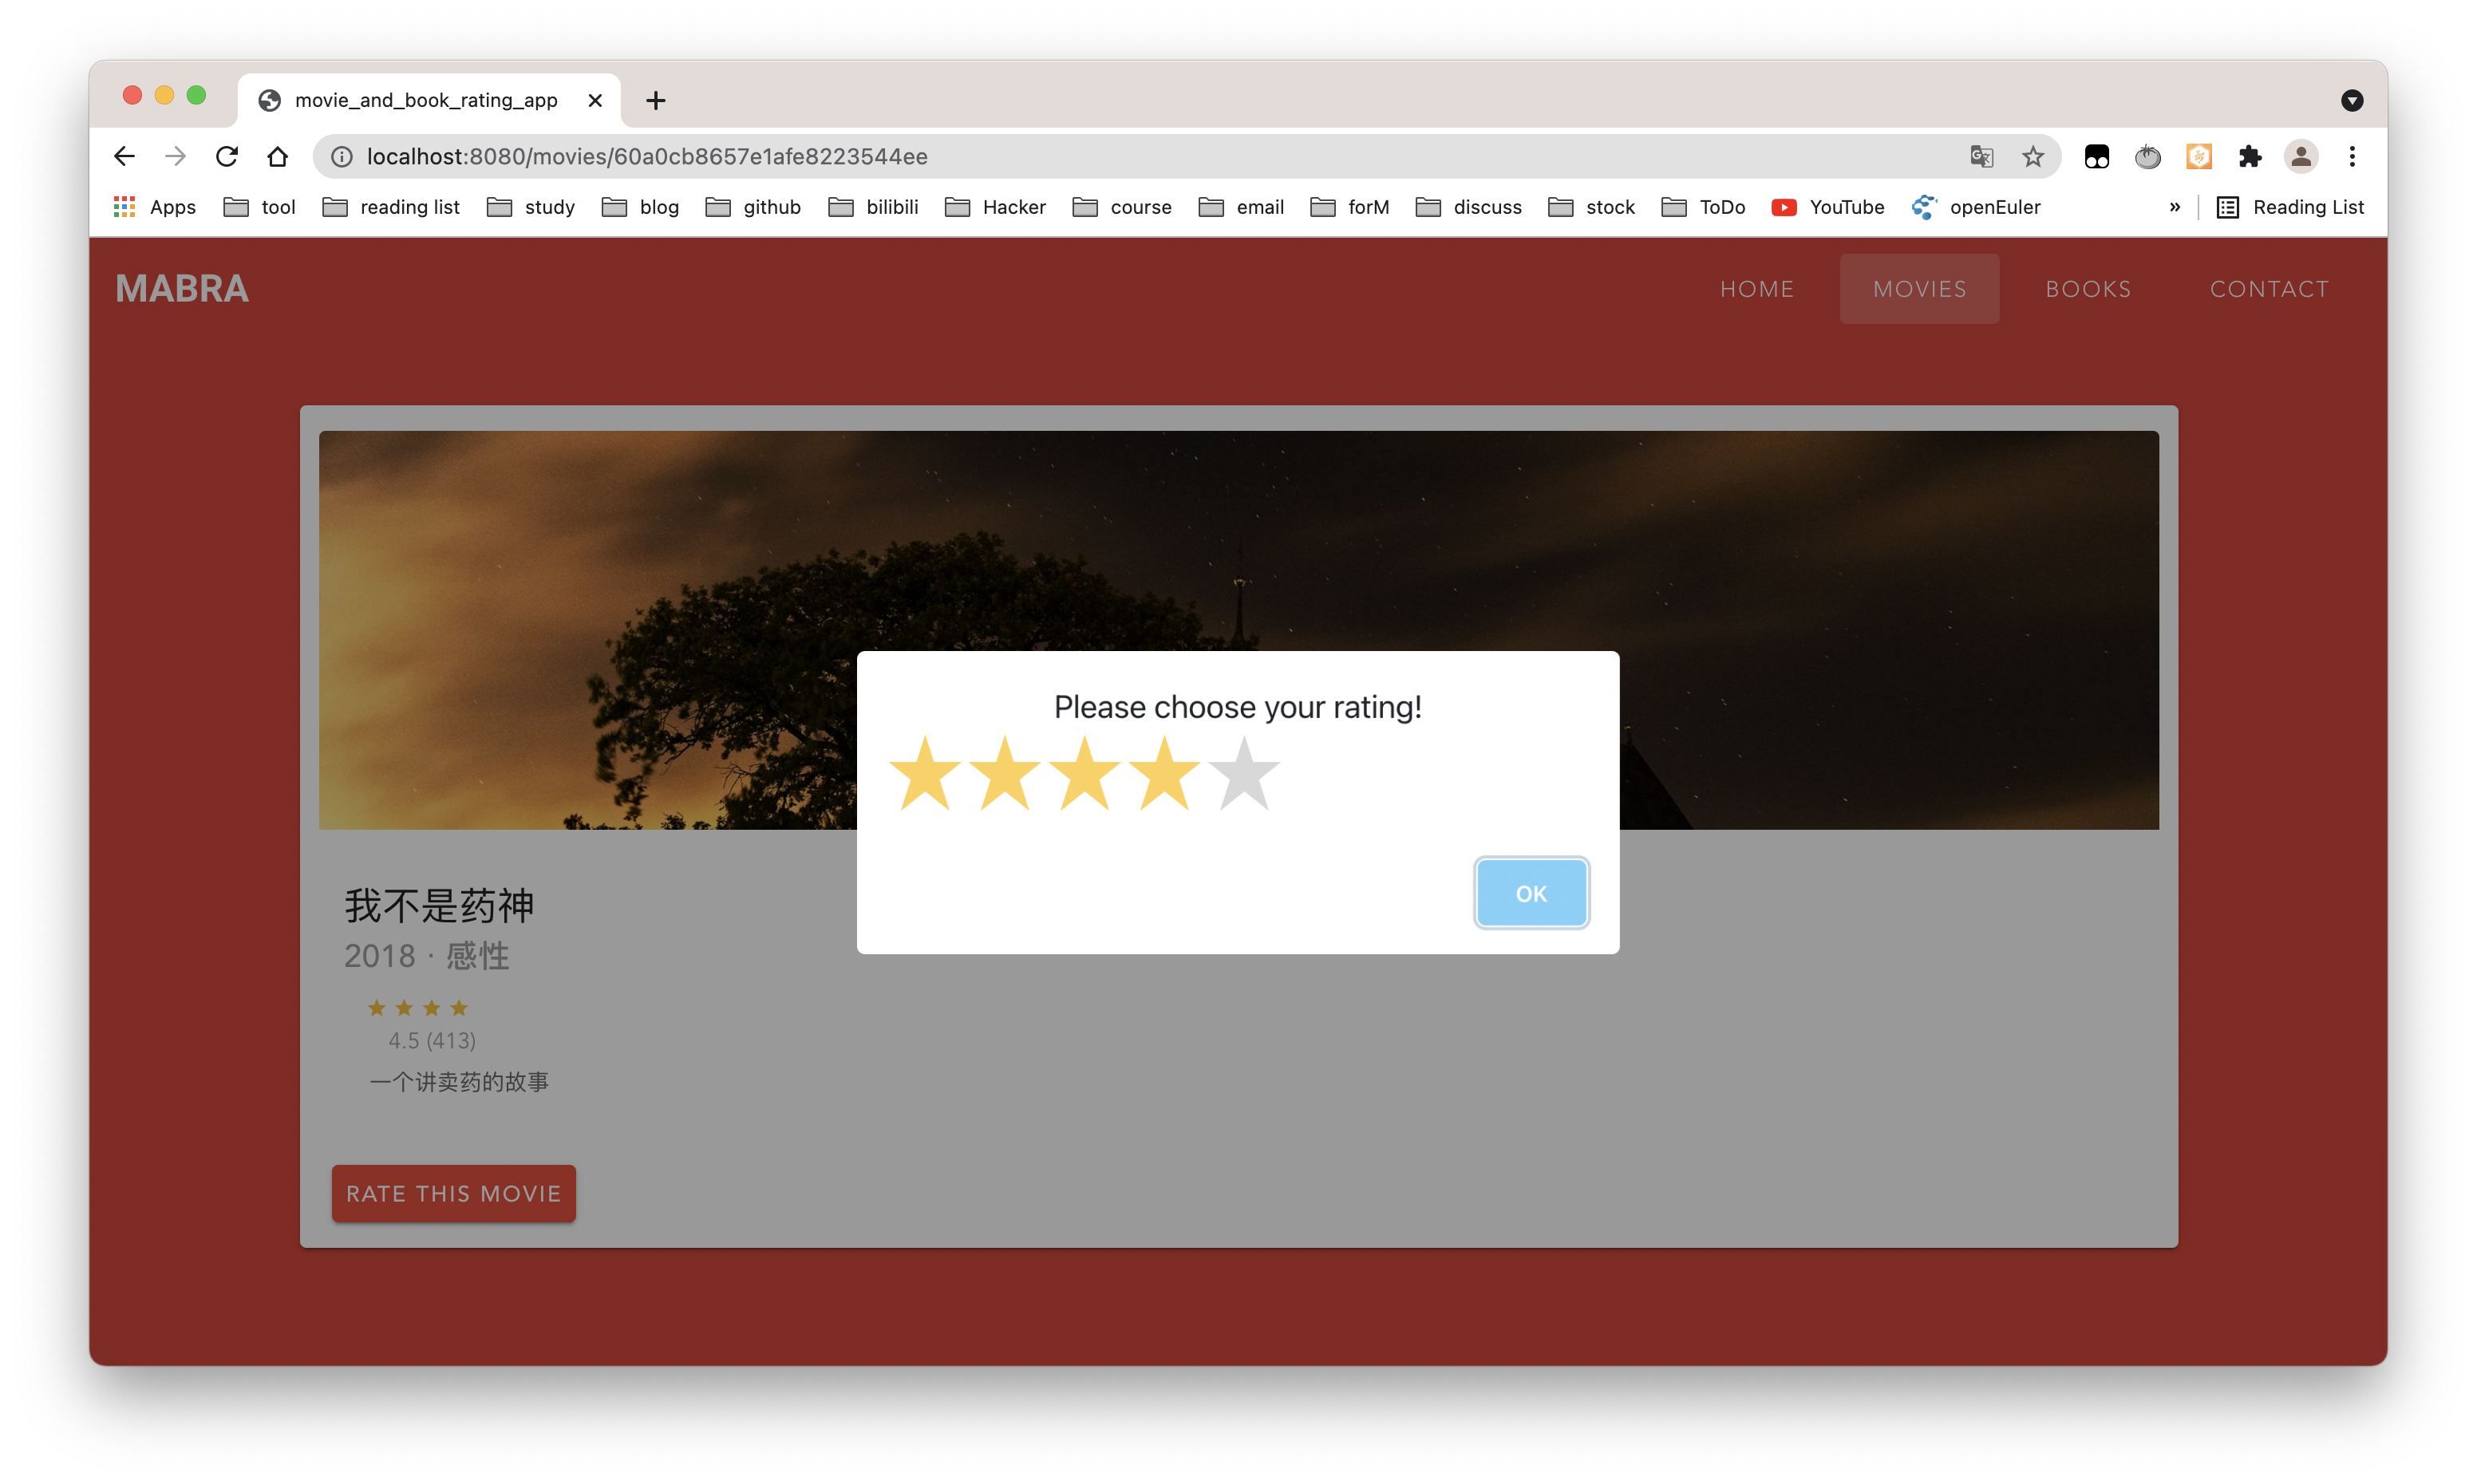 movie_and_book_rating_app
localhost:8080/movies/60a0cb8657e1afe8223544ee
Apps tool reading list study blog github bilibili Hacker course email forM discuss stock ToDo YouTube openEuler » Reading List
MABRA HOME MOVIES BOOKS CONTACT
Please choose your rating!
OK
我不是药神
2018 · 感性
4.5 (413)
一个讲卖药的故事
RATE THIS MOVIE